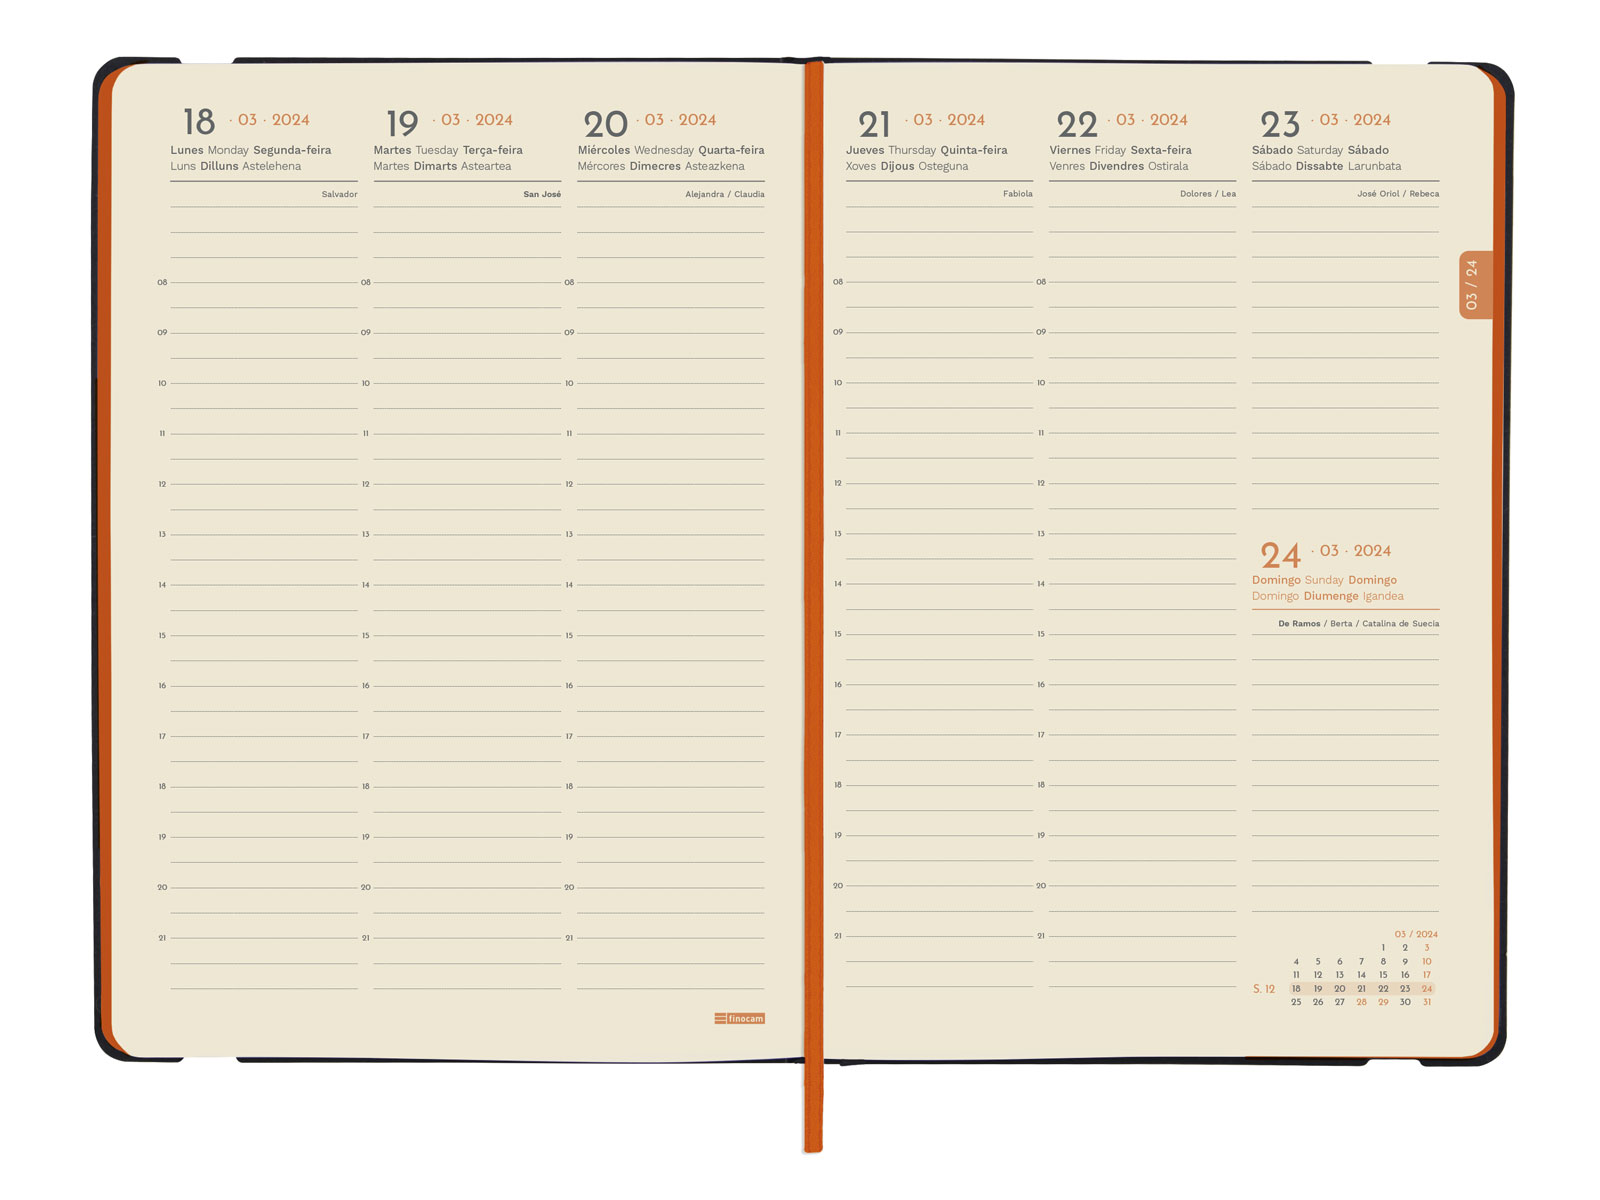 18 · 03 · 2024
Lunes Monday Segunda-feira
Luns Dilluns Astelehena
Salvador
08
09
10
11
12
13
14
15
16
17
18
19
20
21
19 · 03 · 2024
Martes Tuesday Terça-feira
Martes Dimarts Asteartea
San José
08
09
10
11
12
13
14
15
16
17
18
19
20
21
20 · 03 · 2024
Miércoles Wednesday Quarta-feira
Mércores Dimecres Asteazkena
Alejandra / Claudia
08
09
10
11
12
13
14
15
16
17
18
19
20
21
finocam
21 · 03 · 2024
Jueves Thursday Quinta-feira
Xoves Dijous Osteguna
Fabiola
08
09
10
11
12
13
14
15
16
17
18
19
20
21
22 · 03 · 2024
Viernes Friday Sexta-feira
Venres Divendres Ostirala
Dolores / Lea
08
09
10
11
12
13
14
15
16
17
18
19
20
21
23 · 03 · 2024
Sábado Saturday Sábado
Sábado Dissabte Larunbata
José Oriol / Rebeca
03 / 24
24 · 03 · 2024
Domingo Sunday Domingo
Domingo Diumenge Igandea
De Ramos / Berta / Catalina de Suecia
03 / 2024
1 2 3
4 5 6 7 8 9 10
11 12 13 14 15 16 17
S. 12 18 19 20 21 22 23 24
25 26 27 28 29 30 31